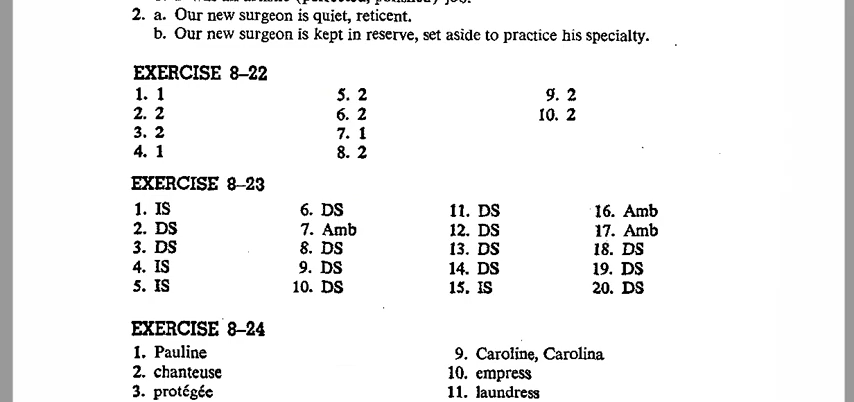 2. a. Our new surgeon is quiet, reticent.
b. Our new surgeon is kept in reserve, set aside to practice his specialty.
EXERCISE 8–22
1. 1 5. 2 9. 2
2. 2 6. 2 10. 2
3. 2 7. 1
4. 1 8. 2
EXERCISE 8–23
1. IS 6. DS 11. DS 16. Amb
2. DS 7. Amb 12. DS 17. Amb
3. DS 8. DS 13. DS 18. DS
4. IS 9. DS 14. DS 19. DS
5. IS 10. DS 15. IS 20. DS
EXERCISE 8–24
1. Pauline 9. Caroline, Carolina
2. chanteuse 10. empress
3. protégée 11. laundress